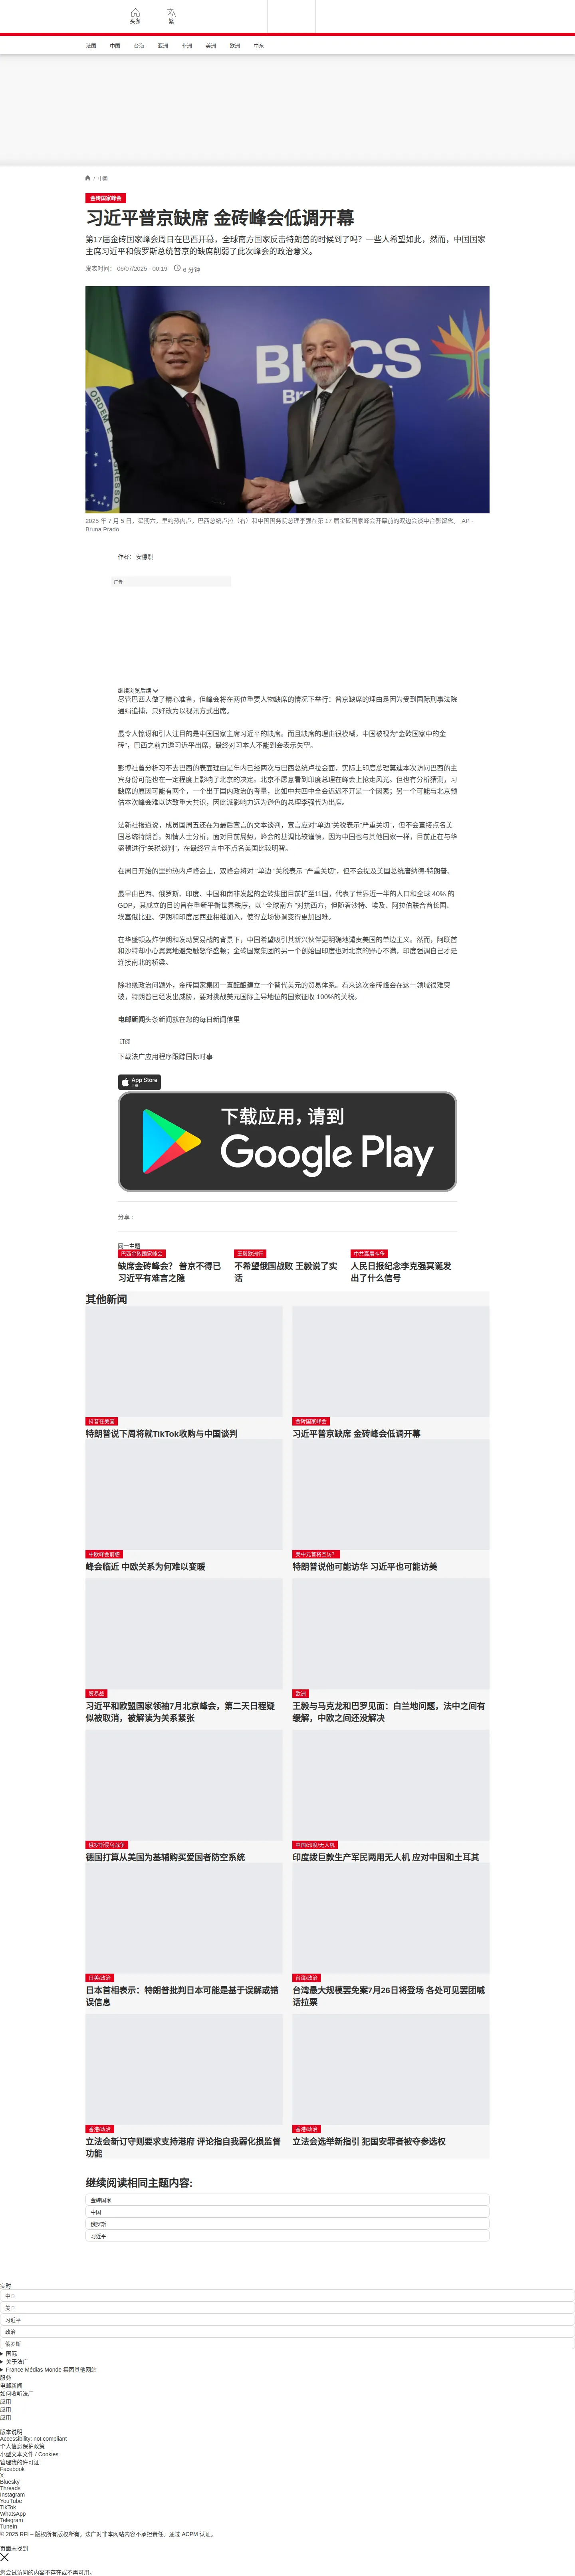 头条
繁
法国 中国 台海 亚洲 非洲 美洲 欧洲 中东
/ 中国
金砖国家峰会
习近平普京缺席 金砖峰会低调开幕
第17届金砖国家峰会周日在巴西开幕，全球南方国家反击特朗普的时候到了吗？一些人希望如此，然而，中国国家
主席习近平和俄罗斯总统普京的缺席削弱了此次峰会的政治意义。
发表时间： 06/07/2025 - 00:19 6 分钟
BRICS
2025 年 7 月 5 日，星期六，里约热内卢，巴西总统卢拉（右）和中国国务院总理李强在第 17 届金砖国家峰会开幕前的双边会谈中合影留念。 AP -
Bruna Prado
作者： 安德烈
广告
继续浏览后续
尽管巴西人做了精心准备，但峰会将在两位重要人物缺席的情况下举行：普京缺席的理由是因为受到国际刑事法院
通缉追捕，只好改为以视讯方式出席。
最令人惊讶和引人注目的是中国国家主席习近平的缺席。而且缺席的理由很模糊，中国被视为“金砖国家中的金
砖”，巴西之前力邀习近平出席，最终对习本人不能到会表示失望。
彭博社曾分析习不去巴西的表面理由是年内已经两次与巴西总统卢拉会面，实际上印度总理莫迪本次访问巴西的主
宾身份可能也在一定程度上影响了北京的决定。北京不愿意看到印度总理在峰会上抢走风光。但也有分析猜测，习
缺席的原因可能有两个，一个出于国内政治的考量，比如中共四中全会迟迟不开是一个因素；另一个可能与北京预
估本次峰会难以达致重大共识，因此派影响力远为逊色的总理李强代为出席。
法新社报道说，成员国周五还在为最后宣言的文本谈判，宣言应对“单边”关税表示“严重关切”，但不会直接点名美
国总统特朗普。知情人士分析，面对目前局势，峰会的基调比较谨慎，因为中国也与其他国家一样，目前正在与华
盛顿进行“关税谈判”，在最终宣言中不点名美国比较明智。
在周日开始的里约热内卢峰会上，双峰会将对 “单边 ”关税表示 “严重关切”，但不会提及美国总统唐纳德-特朗普、
最早由巴西、俄罗斯、印度、中国和南非发起的金砖集团目前扩至11国，代表了世界近一半的人口和全球 40% 的
GDP，其成立的目的旨在重新平衡世界秩序，以 “全球南方 ”对抗西方，但随着沙特、埃及、阿拉伯联合酋长国、
埃塞俄比亚、伊朗和印度尼西亚相继加入，使得立场协调变得更加困难。
在华盛顿轰炸伊朗和发动贸易战的背景下，中国希望吸引其新兴伙伴更明确地谴责美国的单边主义。然而，阿联酋
和沙特却小心翼翼地避免触怒华盛顿；金砖国家集团的另一个创始国印度也对北京的野心不满，印度强调自己才是
连接南北的桥梁。
除地缘政治问题外，金砖国家集团一直酝酿建立一个替代美元的贸易体系。看来这次金砖峰会在这一领域很难突
破，特朗普已经发出威胁，要对挑战美元国际主导地位的国家征收 100%的关税。
电邮新闻头条新闻就在您的每日新闻信里
订阅
下载法广应用程序跟踪国际时事
App Store
下载
下载应用，请到
Google Play
分享 :
同一主题
巴西金砖国家峰会
缺席金砖峰会？ 普京不得已
习近平有难言之隐
王毅欧洲行
不希望俄国战败 王毅说了实
话
中共高层斗争
人民日报纪念李克强冥诞发
出了什么信号
其他新闻
抖音在美国
特朗普说下周将就TikTok收购与中国谈判
金砖国家峰会
习近平普京缺席 金砖峰会低调开幕
中欧峰会前瞻
峰会临近 中欧关系为何难以变暖
美中元首将互访？
特朗普说他可能访华 习近平也可能访美
贸易战
习近平和欧盟国家领袖7月北京峰会，第二天日程疑
似被取消，被解读为关系紧张
欧洲
王毅与马克龙和巴罗见面：白兰地问题，法中之间有
缓解，中欧之间还没解决
俄罗斯侵乌战争
德国打算从美国为基辅购买爱国者防空系统
中国/印度/无人机
印度拨巨款生产军民两用无人机 应对中国和土耳其
日美/政治
日本首相表示：特朗普批判日本可能是基于误解或错
误信息
台湾/政治
台湾最大规模罢免案7月26日将登场 各处可见罢团喊
话拉票
香港/政治
立法会新订守则要求支持港府 评论指自我弱化损监督
功能
香港/政治
立法会选举新指引 犯国安罪者被夺参选权
继续阅读相同主题内容:
金砖国家
中国
俄罗斯
习近平
实时
中国
美国
习近平
政治
俄罗斯
国际
关于法广
France Médias Monde 集团其他网站
服务
电邮新闻
如何收听法广
应用
应用
应用
版本说明
Accessibility: not compliant
个人信息保护政策
小型文本文件 / Cookies
管理我的许可证
Facebook
X
Bluesky
Threads
Instagram
YouTube
TikTok
WhatsApp
Telegram
TuneIn
© 2025 RFI – 版权所有版权所有。法广对非本网站内容不承担责任。通过 ACPM 认证。
页面未找到
您尝试访问的内容不存在或不再可用。